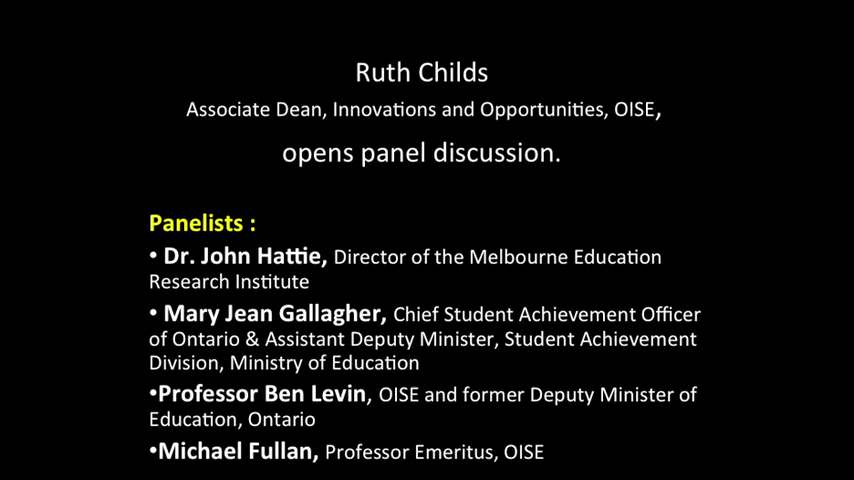 Ruth Childs
Associate Dean, Innovations and Opportunities, OISE,
opens panel discussion.
Panelists :
• Dr. John Hattie, Director of the Melbourne Education
Research Institute
• Mary Jean Gallagher, Chief Student Achievement Officer
of Ontario & Assistant Deputy Minister, Student Achievement
Division, Ministry of Education
•Professor Ben Levin, OISE and former Deputy Minister of
Education, Ontario
•Michael Fullan, Professor Emeritus, OISE